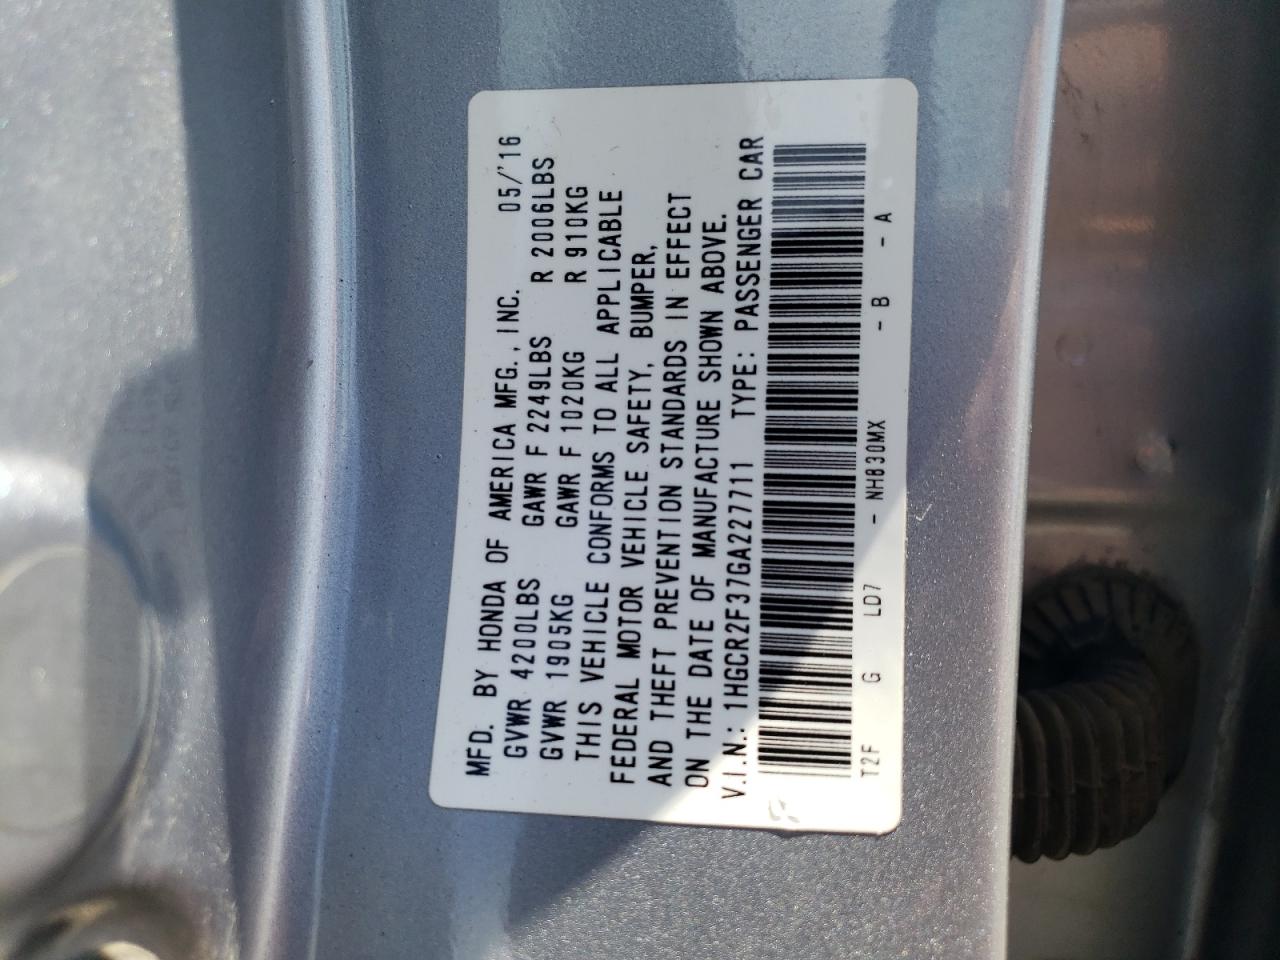 MFD. BY HONDA OF AMERICA MFG., INC. 05/'16
GVWR 4200LBS GAWR F 2249LBS R 2006LBS
GVWR 1905KG GAWR F 1020KG R 910KG
THIS VEHICLE CONFORMS TO ALL APPLICABLE
FEDERAL MOTOR VEHICLE SAFETY, BUMPER,
AND THEFT PREVENTION STANDARDS IN EFFECT
ON THE DATE OF MANUFACTURE SHOWN ABOVE.
V.I.N.: 1HGCR2F37GA227711 TYPE: PASSENGER CAR
T2F G LD7 - NH830MX - B - A